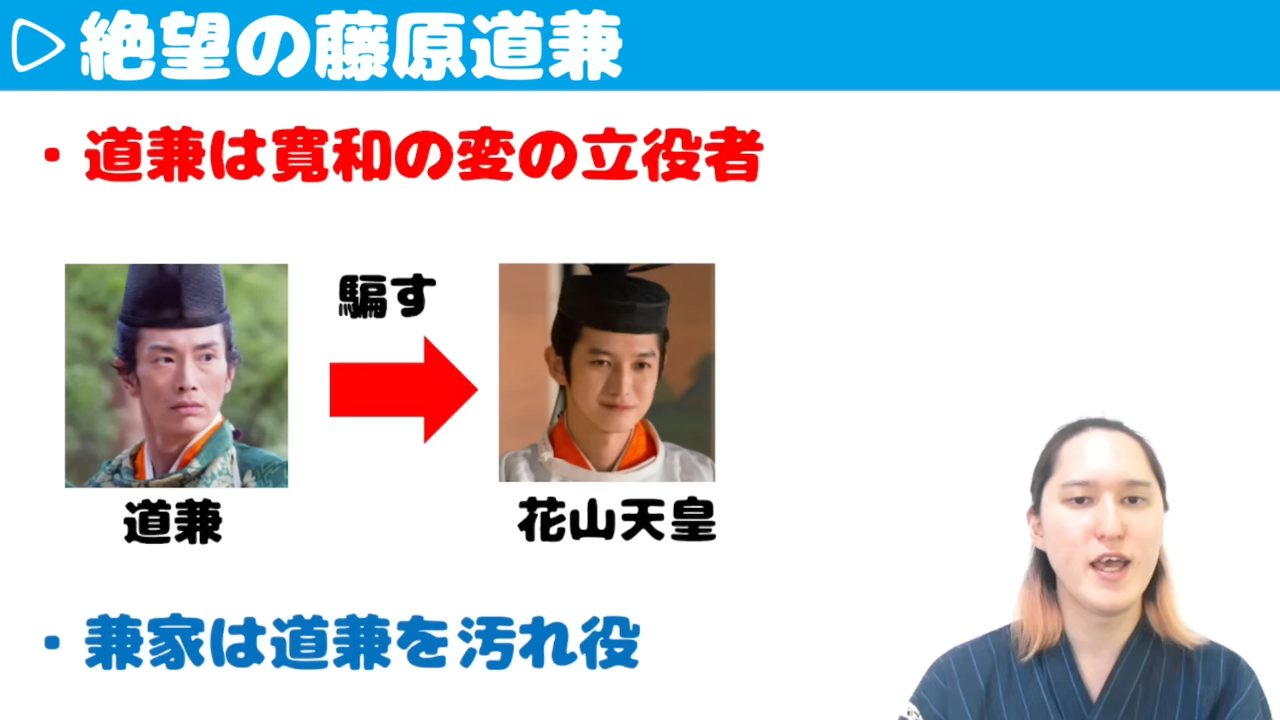 絶望の藤原道兼
・道兼は寛和の変の立役者
騙す
道兼
花山天皇
・兼家は道兼を汚れ役